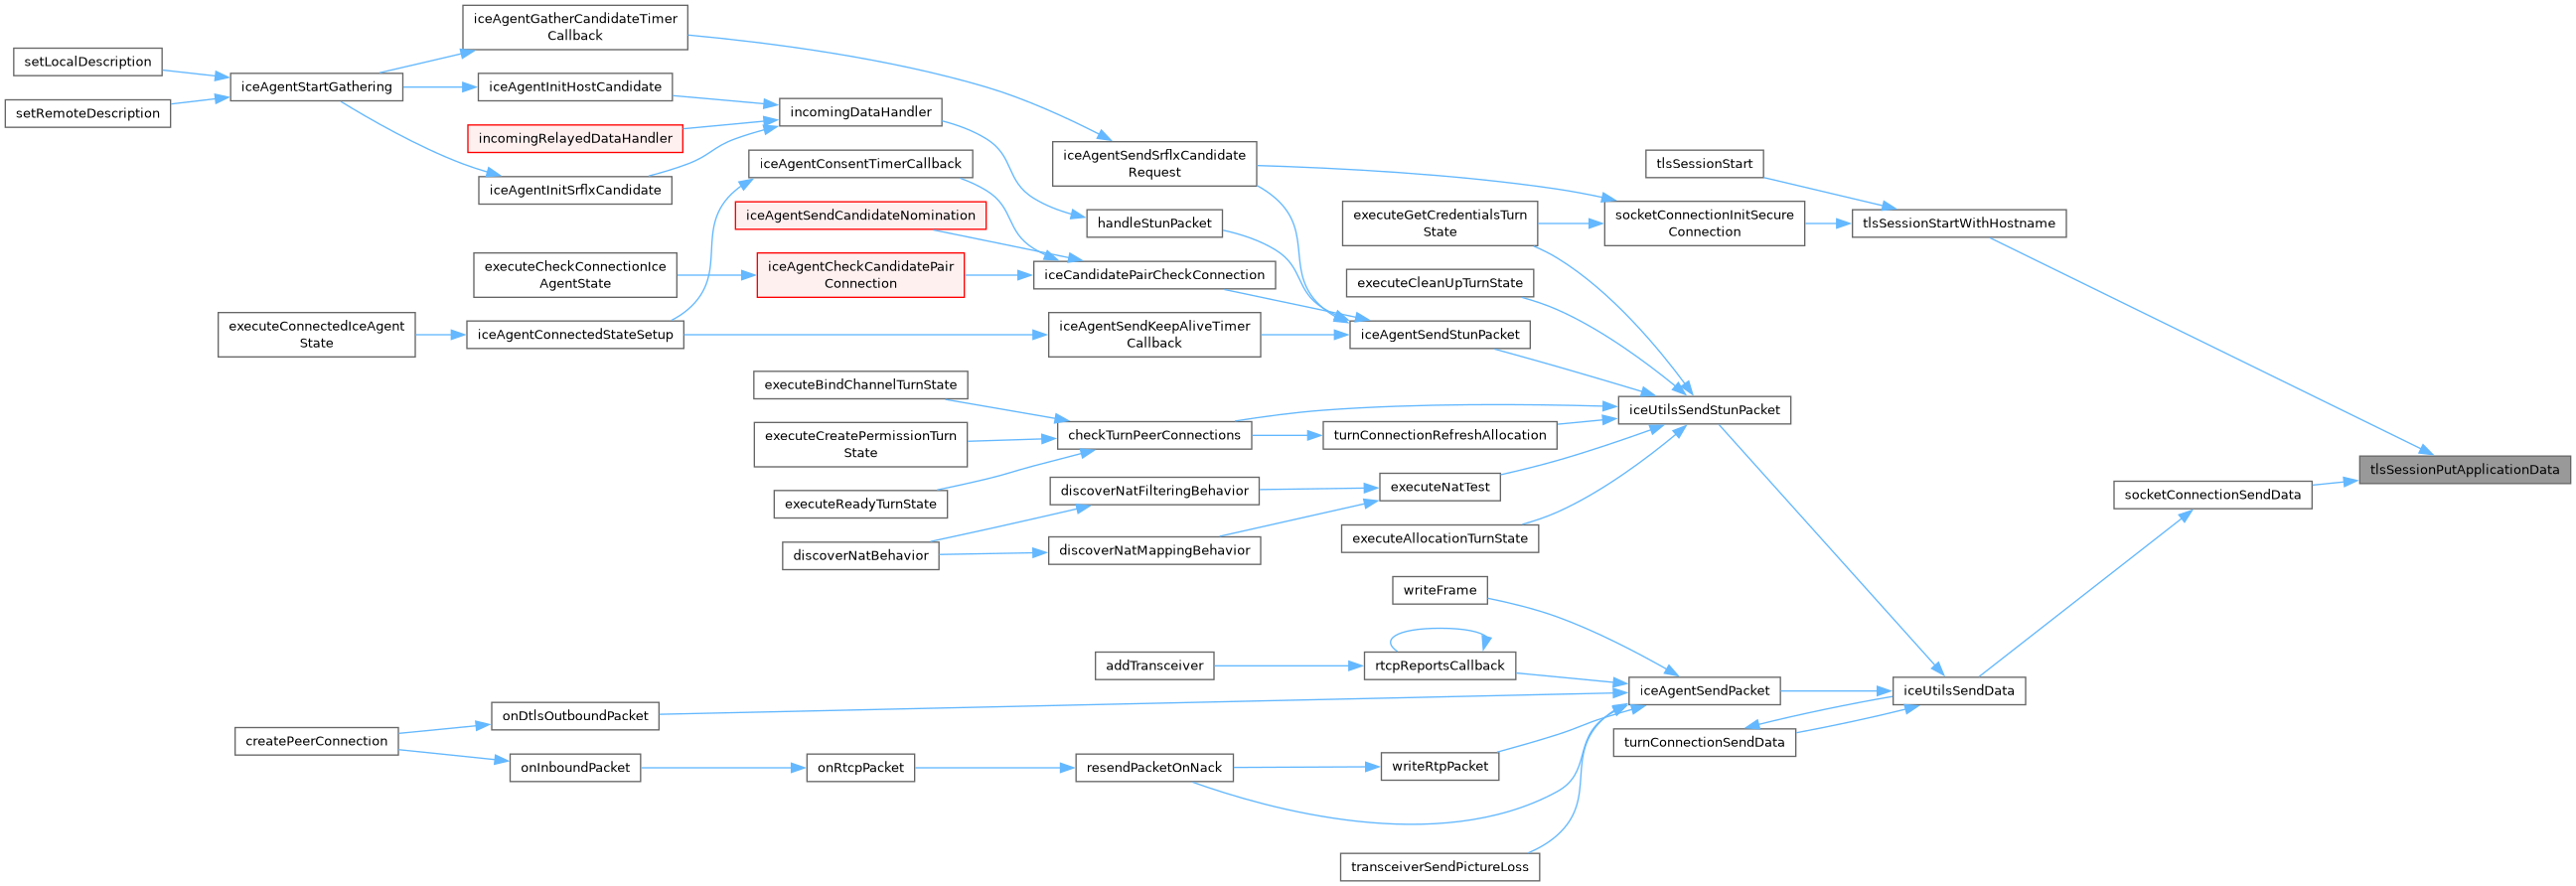 iceAgentGatherCandidateTimer
Callback
setLocalDescription
iceAgentStartGathering
iceAgentInitHostCandidate
setRemoteDescription
incomingDataHandler
incomingRelayedDataHandler
iceAgentInitSrflxCandidate
iceAgentConsentTimerCallback
iceAgentSendSrflxCandidate
Request
tlsSessionStart
iceAgentSendCandidateNomination
handleStunPacket
executeGetCredentialsTurn
State
socketConnectionInitSecure
Connection
tlsSessionStartWithHostname
executeCheckConnectionIce
AgentState
iceAgentCheckCandidatePair
Connection
iceCandidatePairCheckConnection
executeCleanUpTurnState
executeConnectedIceAgent
State
iceAgentConnectedStateSetup
iceAgentSendKeepAliveTimer
Callback
iceAgentSendStunPacket
executeBindChannelTurnState
iceUtilsSendStunPacket
executeCreatePermissionTurn
State
checkTurnPeerConnections
turnConnectionRefreshAllocation
tlsSessionPutApplicationData
executeReadyTurnState
discoverNatFilteringBehavior
executeNatTest
socketConnectionSendData
discoverNatBehavior
discoverNatMappingBehavior
executeAllocationTurnState
writeFrame
addTransceiver
rtcpReportsCallback
iceAgentSendPacket
iceUtilsSendData
onDtlsOutboundPacket
createPeerConnection
turnConnectionSendData
onInboundPacket
onRtcpPacket
resendPacketOnNack
writeRtpPacket
transceiverSendPictureLoss